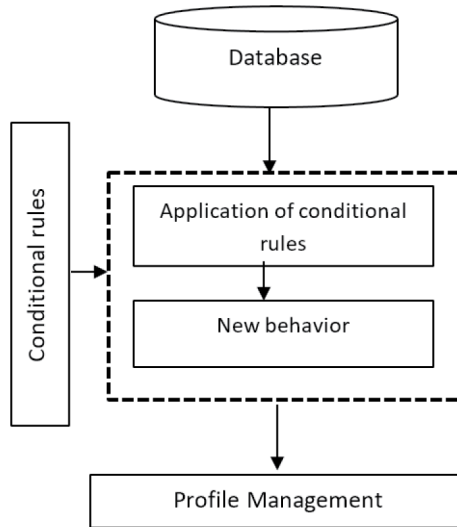 Database
Conditional rules
Application of conditional
rules
New behavior
Profile Management